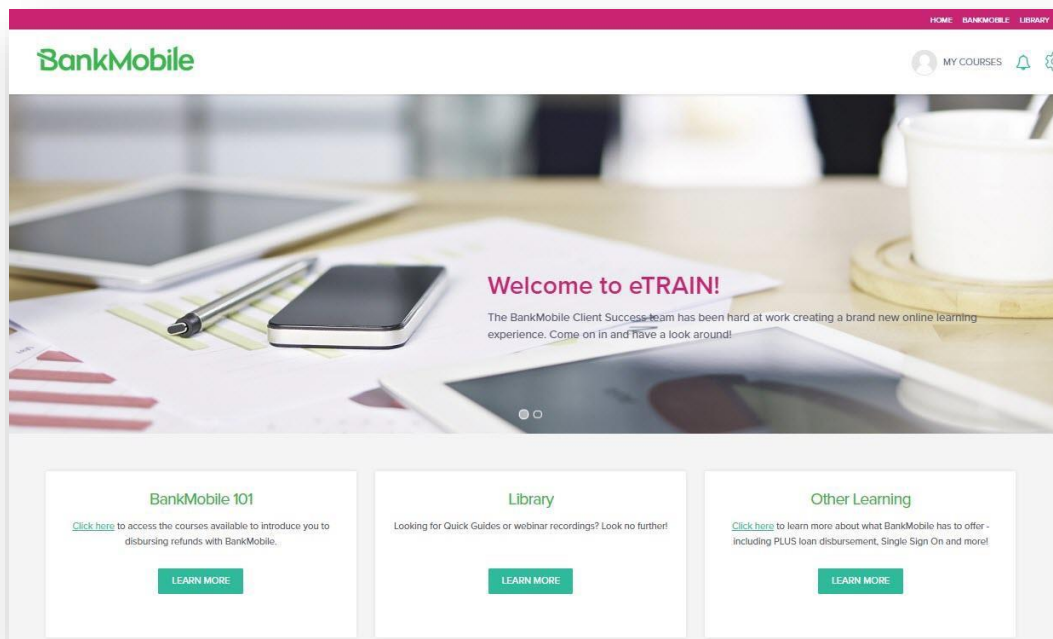 HOME BANKMOBILE LIBRARY
BankMobile
MY COURSES
Welcome to eTRAIN!
The BankMobile Client Success team has been hard at work creating a brand new online learning
experience. Come on in and have a look around!
BankMobile 101
Click here to access the courses available to introduce you to
disbursing refunds with BankMobile.
LEARN MORE
Library
Looking for Quick Guides or webinar recordings? Look no further!
LEARN MORE
Other Learning
Click here to learn more about what BankMobile has to offer -
including PLUS loan disbursement, Single Sign On and more!
LEARN MORE